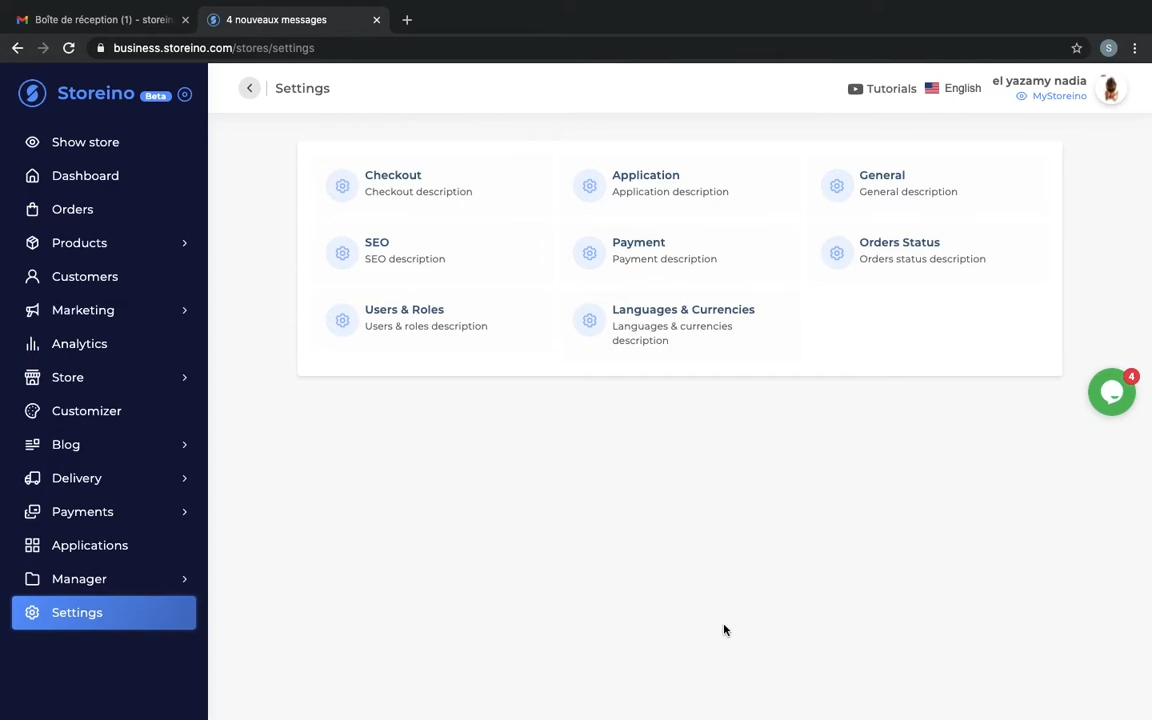 Boîte de réception (1) - storein
4 nouveaux messages
business.storeino.com/stores/settings
S
Storeino Beta
Settings
Tutorials
English
el yazamy nadia
MyStoreino
Show store
Dashboard
Orders
Products
Customers
Marketing
Analytics
Store
Customizer
Blog
Delivery
Payments
Applications
Manager
Settings
Checkout
Checkout description
Application
Application description
General
General description
SEO
SEO description
Payment
Payment description
Orders Status
Orders status description
Users & Roles
Users & roles description
Languages & Currencies
Languages & currencies
description
4